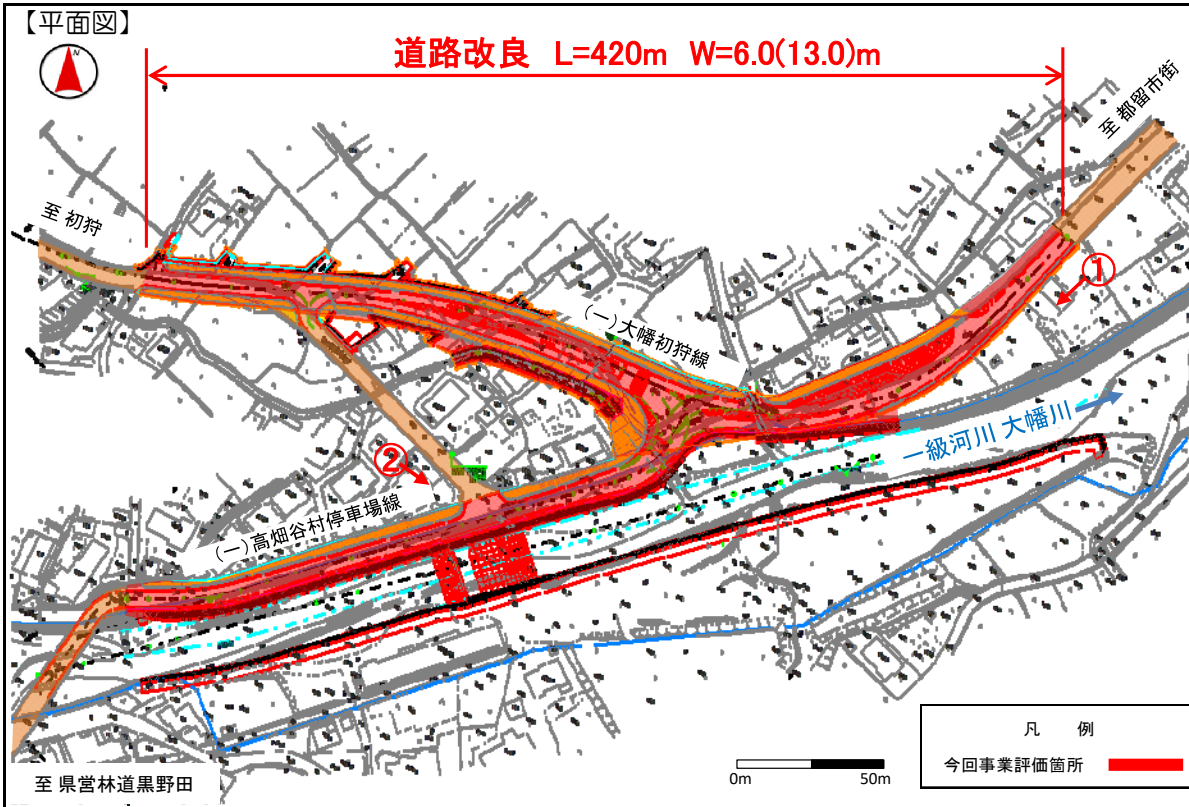 【平面図】
N
道路改良 L=420m W=6.0(13.0)m
至 都留市街
至 初狩
①
(一)大幡初狩線
一級河川 大幡川
②
(一)高畑谷村停車場線
凡 例
今回事業評価箇所
0m 50m
至 県営林道黒野田